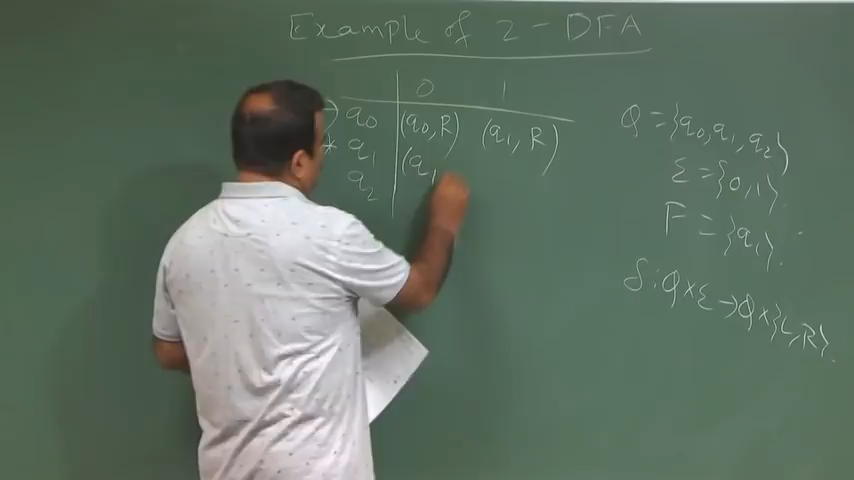 Example of 2 - DFA
0 1
→ q0 (q0, R) (q1, R)
* q1 (q1
q2
Q = {q0, q1, q2}
Σ = {0, 1}.
F = {q1}.
δ : Q × Σ → Q × {L, R}.